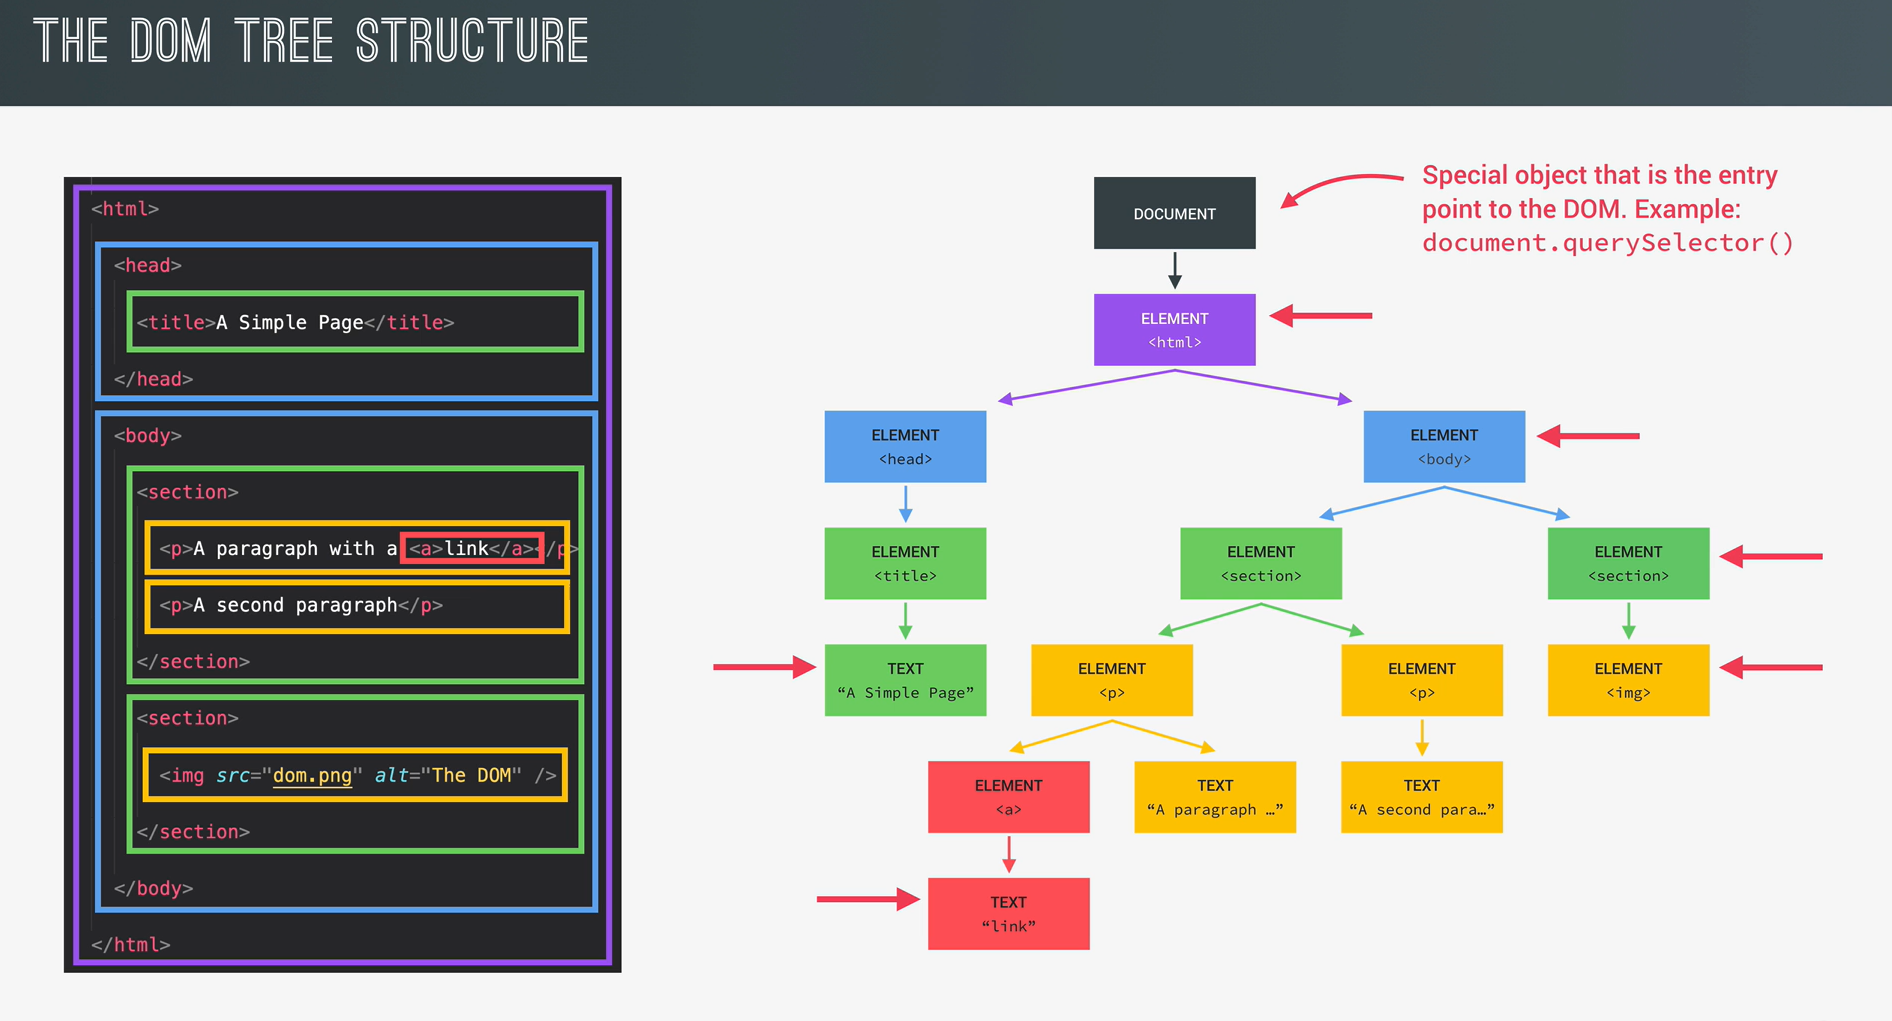 THE DOM TREE STRUCTURE
<html>
<head>
<title>A Simple Page</title>
</head>
<body>
<section>
<p>A paragraph with a <a>link</a></p>
<p>A second paragraph</p>
</section>
<section>
<img src="dom.png" alt="The DOM" />
</section>
</body>
</html>
DOCUMENT
Special object that is the entry
point to the DOM. Example:
document.querySelector()
ELEMENT
<html>
ELEMENT
<head>
ELEMENT
<body>
ELEMENT
<title>
ELEMENT
<section>
ELEMENT
<section>
TEXT
“A Simple Page”
ELEMENT
<p>
ELEMENT
<p>
ELEMENT
<img>
ELEMENT
<a>
TEXT
“A paragraph …”
TEXT
“A second para…”
TEXT
“link”